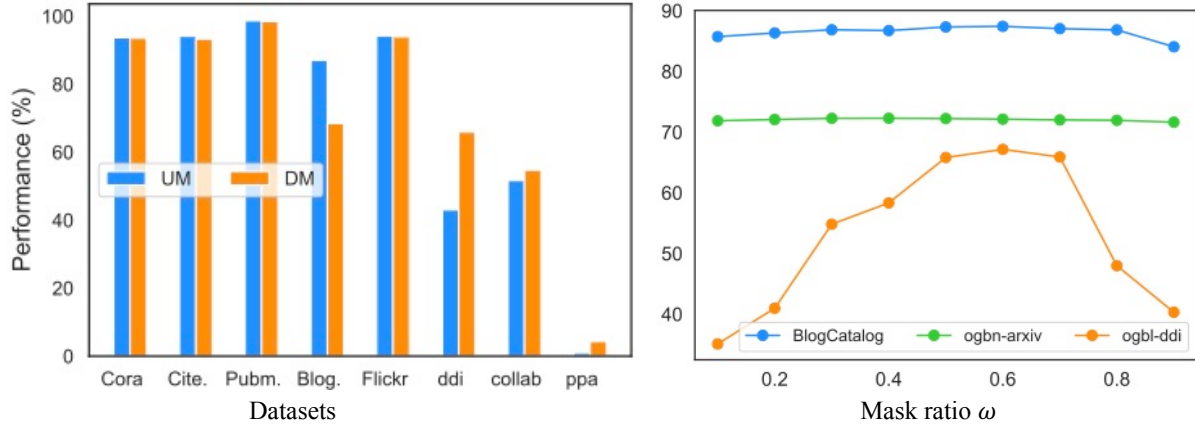 Performance (%)
100
80
60
40
20
0
UM DM
Cora Cite. Pubm. Blog. Flickr ddi collab ppa
Datasets
90
80
70
60
50
40
BlogCatalog ogbn-arxiv ogbl-ddi
0.2 0.4 0.6 0.8
Mask ratio ω